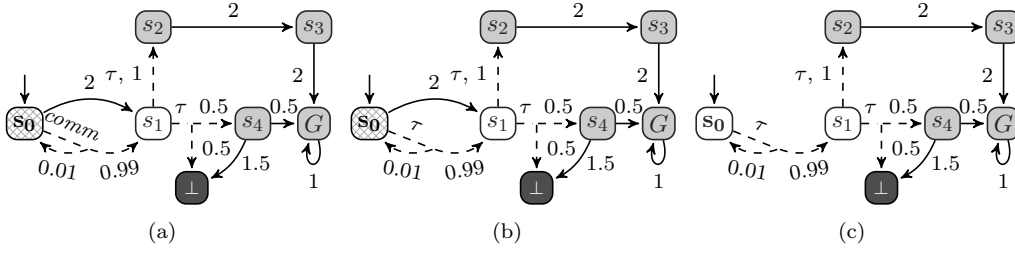 s₂ 2 s₃ s₂ 2 s₃ s₂ 2 s₃
τ, 1 2 τ, 1 2 τ, 1 2
2 τ 0.5 0.5 2 τ 0.5 0.5 τ 0.5 0.5
s₀ comm s₁ s₄ G s₀ τ s₁ s₄ G s₀ τ s₁ s₄ G
0.01 0.99 0.5 1.5 0.01 0.99 0.5 1.5 0.01 0.99 0.5 1.5
⊥ 1 ⊥ 1 ⊥ 1
(a) (b) (c)